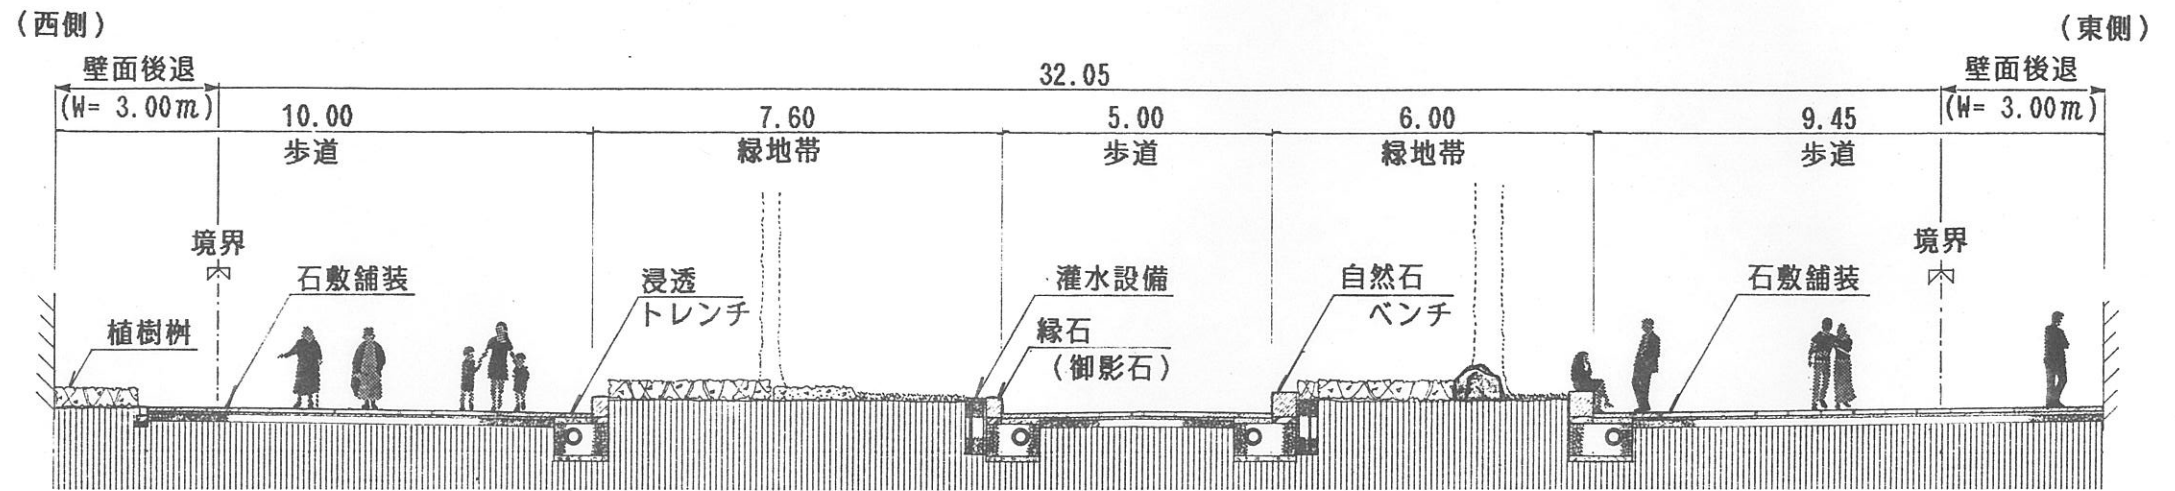 (西側)
(東側)
壁面後退
32.05
壁面後退
(W= 3.00m)
10.00
7.60
5.00
6.00
9.45
(W= 3.00m)
歩道
緑地帯
歩道
緑地帯
歩道
境界
境界
石敷舗装
浸透
トレンチ
灌水設備
自然石
ベンチ
石敷舗装
植樹桝
縁石
(御影石)